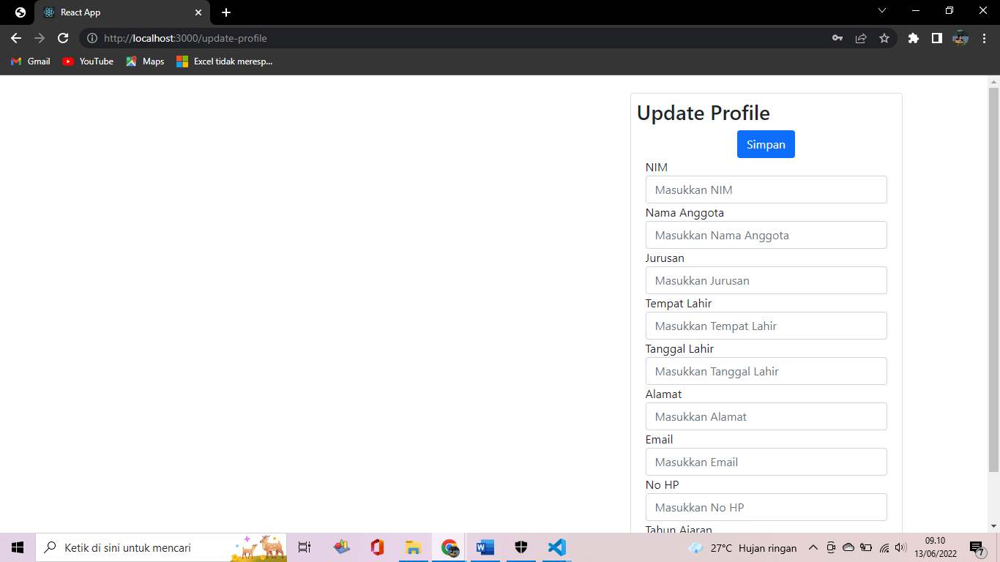 React App
http://localhost:3000/update-profile
Gmail YouTube Maps Excel tidak meresp...
Update Profile
Simpan
NIM
Masukkan NIM
Nama Anggota
Masukkan Nama Anggota
Jurusan
Masukkan Jurusan
Tempat Lahir
Masukkan Tempat Lahir
Tanggal Lahir
Masukkan Tanggal Lahir
Alamat
Masukkan Alamat
Email
Masukkan Email
No HP
Masukkan No HP
Tahun Ajaran
Ketik di sini untuk mencari
27°C Hujan ringan
09.10
13/06/2022
7